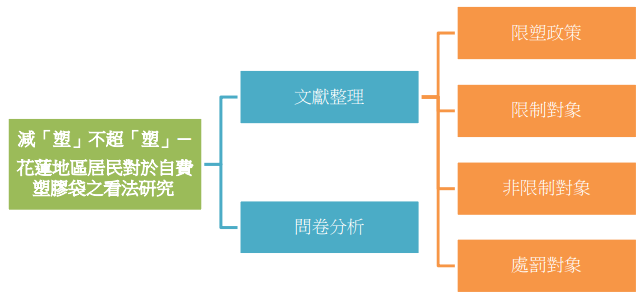 減「塑」不超「塑」－
花蓮地區居民對於自費
塑膠袋之看法研究
文獻整理
問卷分析
限塑政策
限制對象
非限制對象
處罰對象